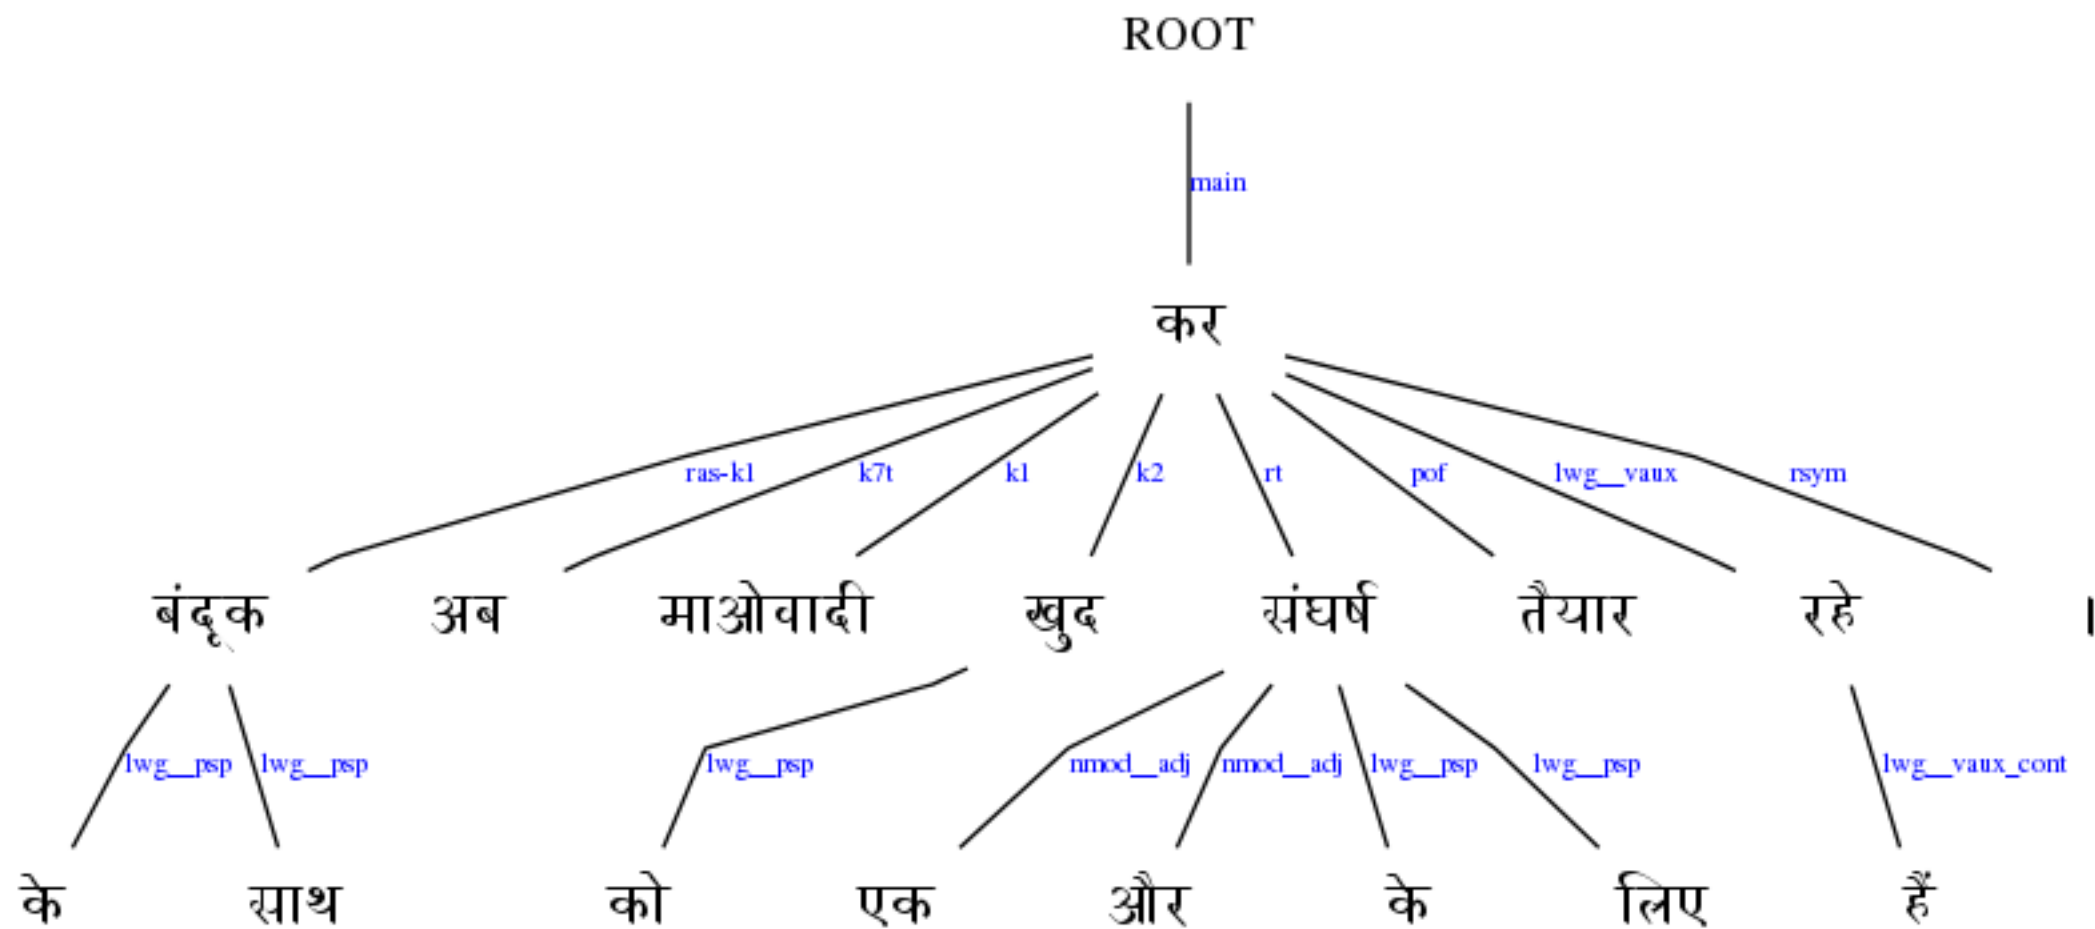 ROOT
main
कर
ras-k1 k7t k1 k2 rt pof lwg__vaux rsym
बंदूक अब माओवादी खुद संघर्ष तैयार रहे ।
lwg__psp lwg__psp lwg__psp nmod__adj nmod__adj lwg__psp lwg__psp lwg__vaux_cont
के साथ को एक और के लिए हैं